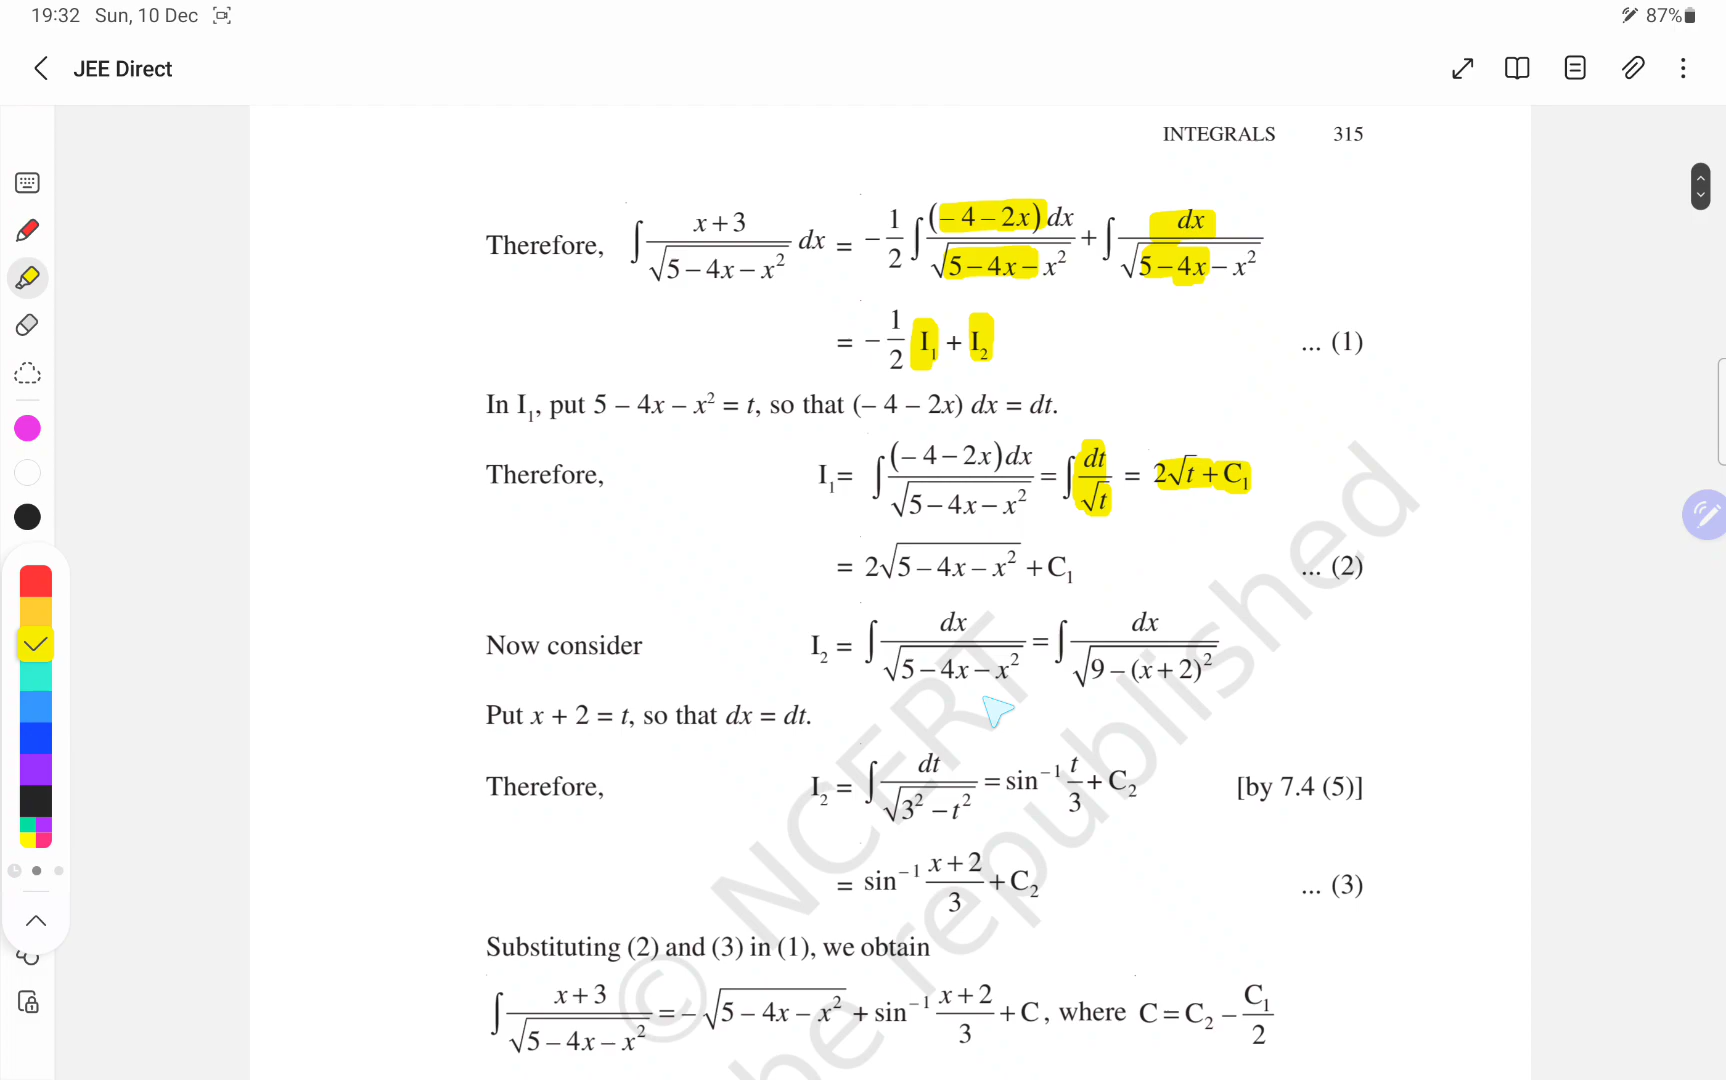 19:32 Sun, 10 Dec 87%
JEE Direct
INTEGRALS 315
Therefore, ∫ (x+3)/√(5 – 4x – x²) dx = –1/2 ∫ (– 4 – 2x) dx/√(5 – 4x – x²) + ∫ dx/√(5 – 4x – x²)
= –1/2 I₁ + I₂ ... (1)
In I₁, put 5 – 4x – x² = t, so that (– 4 – 2x) dx = dt.
Therefore, I₁= ∫ (– 4 – 2x)dx/√(5 – 4x – x²) = ∫ dt/√t = 2√t + C₁
= 2√(5 – 4x – x²) + C₁ ... (2)
Now consider I₂ = ∫ dx/√(5 – 4x – x²) = ∫ dx/√(9 – (x + 2)²)
Put x + 2 = t, so that dx = dt.
Therefore, I₂ = ∫ dt/√(3² – t²) = sin⁻¹ t/3 + C₂ [by 7.4 (5)]
= sin⁻¹ (x + 2)/3 + C₂ ... (3)
Substituting (2) and (3) in (1), we obtain
∫ (x+3)/√(5 – 4x – x²) = – √(5 – 4x – x²) + sin⁻¹ (x + 2)/3 + C, where C = C₂ – C₁/2
© NCERT
be republished